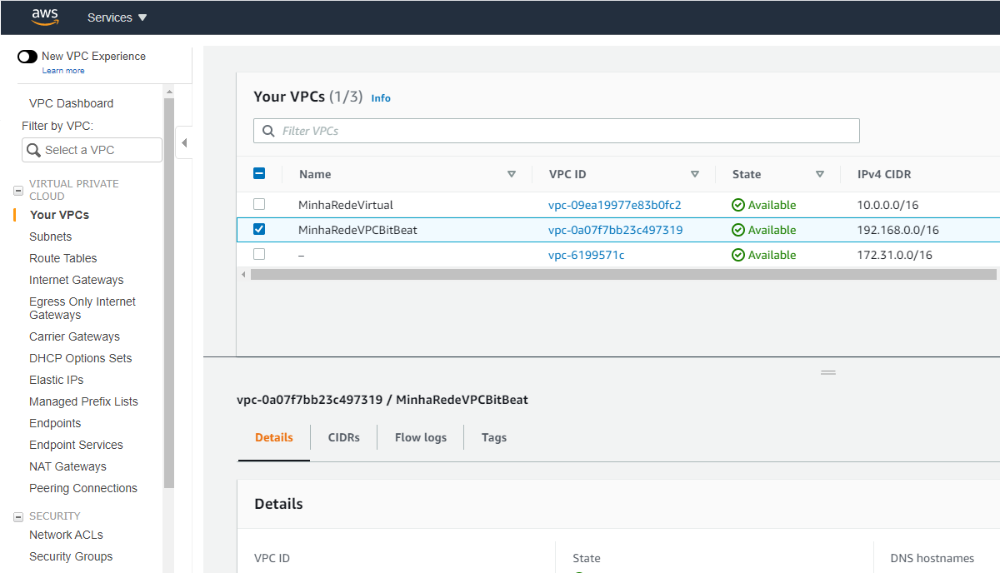 aws Services
New VPC Experience
Learn more
VPC Dashboard
Filter by VPC:
Select a VPC
VIRTUAL PRIVATE
CLOUD
Your VPCs
Subnets
Route Tables
Internet Gateways
Egress Only Internet
Gateways
Carrier Gateways
DHCP Options Sets
Elastic IPs
Managed Prefix Lists
Endpoints
Endpoint Services
NAT Gateways
Peering Connections
SECURITY
Network ACLs
Security Groups
Your VPCs (1/3) Info
Filter VPCs
Name VPC ID State IPv4 CIDR
MinhaRedeVirtual vpc-09ea19977e83b0fc2 Available 10.0.0.0/16
MinhaRedeVPCBitBeat vpc-0a07f7bb23c497319 Available 192.168.0.0/16
– vpc-6199571c Available 172.31.0.0/16
vpc-0a07f7bb23c497319 / MinhaRedeVPCBitBeat
Details CIDRs Flow logs Tags
Details
VPC ID State DNS hostnames